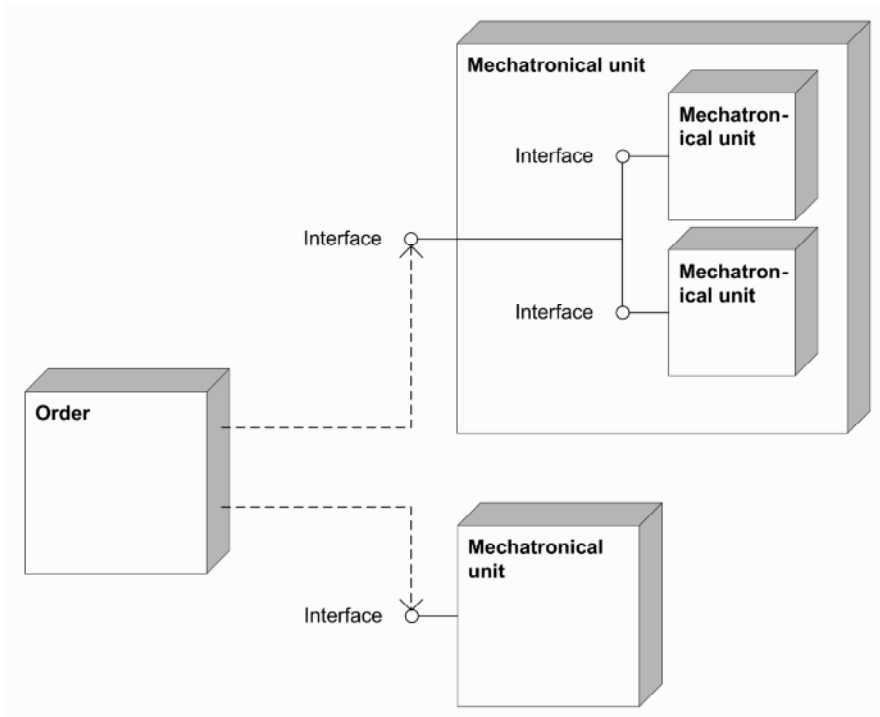 Mechatronical unit
Mechatron-
ical unit
Interface
Interface
Mechatron-
ical unit
Interface
Order
Mechatronical
unit
Interface